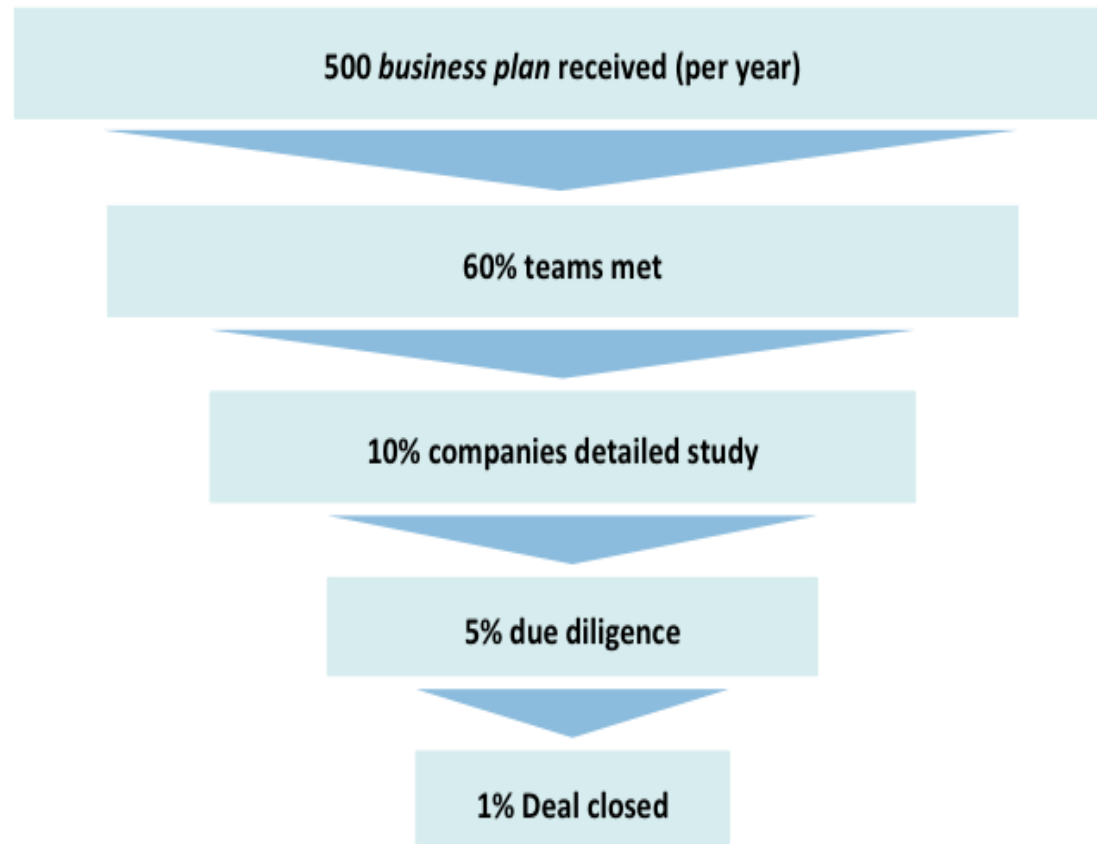 500 business plan received (per year)
60% teams met
10% companies detailed study
5% due diligence
1% Deal closed